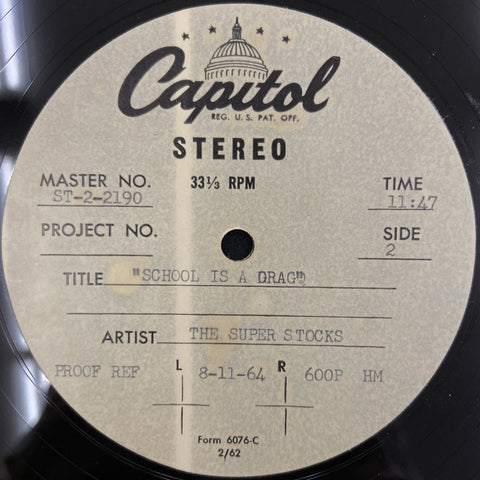 Capitol
REG. U. S. PAT. OFF.
STEREO
MASTER NO. 33⅓ RPM TIME
ST-2-2190 11:47
PROJECT NO. SIDE
2
TITLE "SCHOOL IS A DRAG"
ARTIST THE SUPER STOCKS
PROOF REF L 8-11-64 R 600P HM
Form 6076-C
2/62